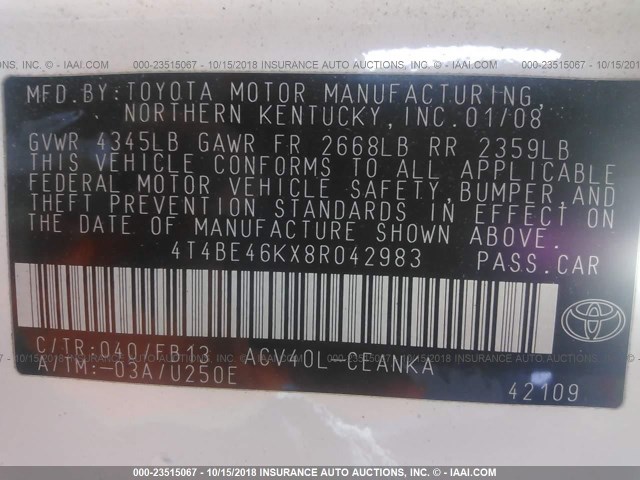 000-23515067 - 10/15/2018 INSURANCE AUTO AUCTIONS, INC. (C) - IAAI.COM
MFD.BY:TOYOTA MOTOR MANUFACTURING,
NORTHERN KENTUCKY,INC.01/08
GVWR 4345LB GAWR FR 2668LB RR 2359LB
THIS VEHICLE CONFORMS TO ALL APPLICABLE
FEDERAL MOTOR VEHICLE SAFETY,BUMPER,AND
THEFT PREVENTION STANDARDS IN EFFECT ON
THE DATE OF MANUFACTURE SHOWN ABOVE.
4T4BE46KX8R042983 PASS.CAR
C/TR:040/FB13 ACV40L-CEANKA
A/TM:-03A/U250E
42109
000-23515067 - 10/15/2018 INSURANCE AUTO AUCTIONS, INC. (C) - IAAI.COM